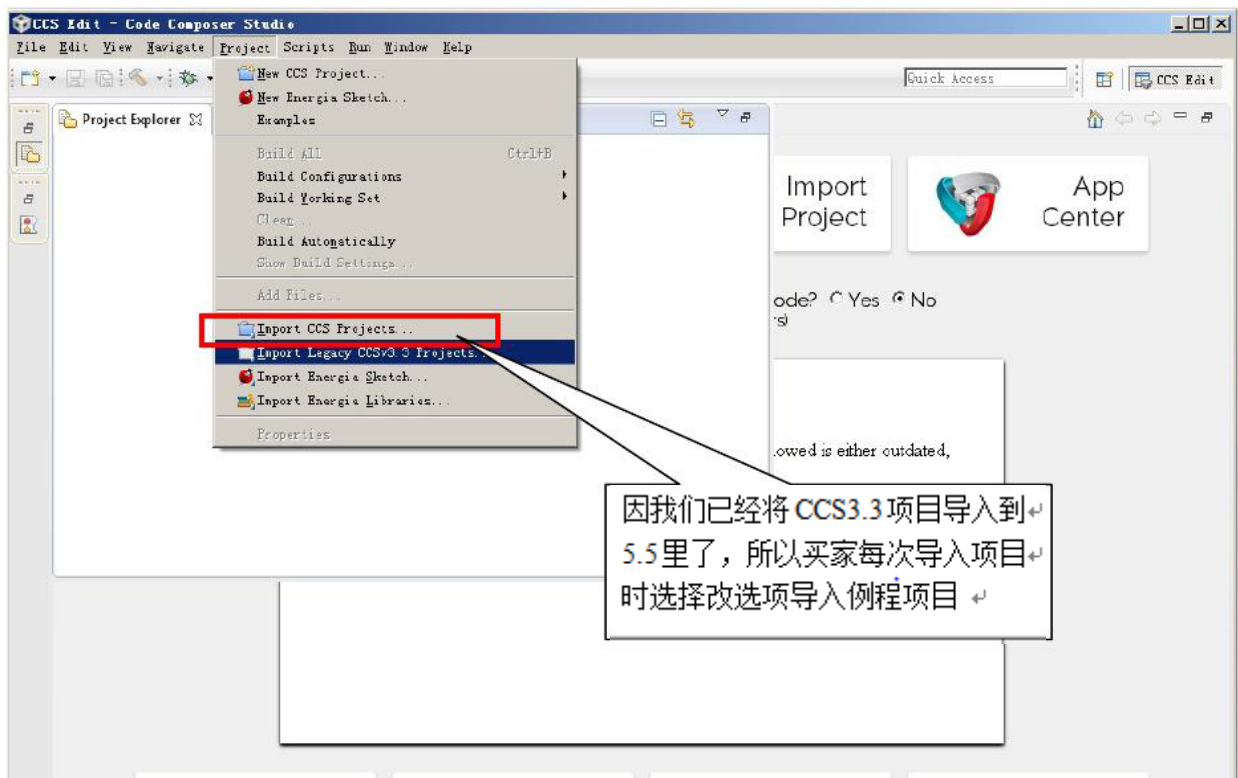 CCS Edit - Code Composer Studio
File Edit View Navigate Project Scripts Run Window Help
Quick Access
CCS Edit
Project Explorer
New CCS Project...
New Energia Sketch...
Examples
Build All Ctrl+B
Build Configurations
Build Working Set
Clean...
Build Automatically
Show Build Settings...
Add Files...
Import CCS Projects...
Import Legacy CCSv3.3 Projects...
Import Energia Sketch...
Import Energia Libraries...
Properties
Import
Project
App
Center
ode? Yes No
rs)
owed is either outdated,
因我们已经将 CCS3.3 项目导入到
5.5 里了，所以买家每次导入项目
时选择改选项导入例程项目